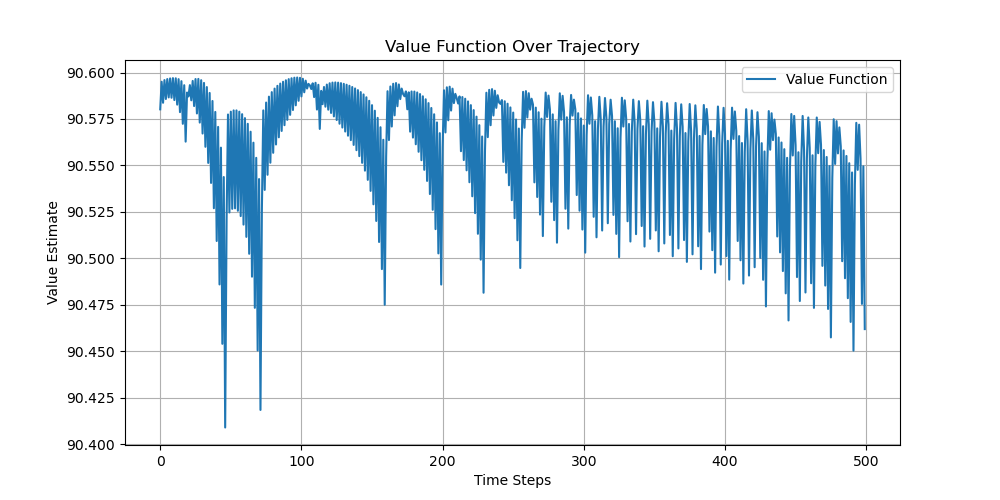 Value Function Over Trajectory
Value Function
90.600
90.575
90.550
90.525
90.500
90.475
90.450
90.425
90.400
Value Estimate
0 100 200 300 400 500
Time Steps